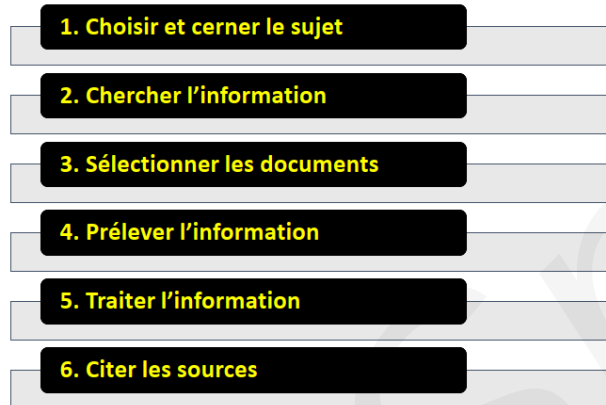 1. Choisir et cerner le sujet
2. Chercher l’information
3. Sélectionner les documents
4. Prélever l’information
5. Traiter l’information
6. Citer les sources